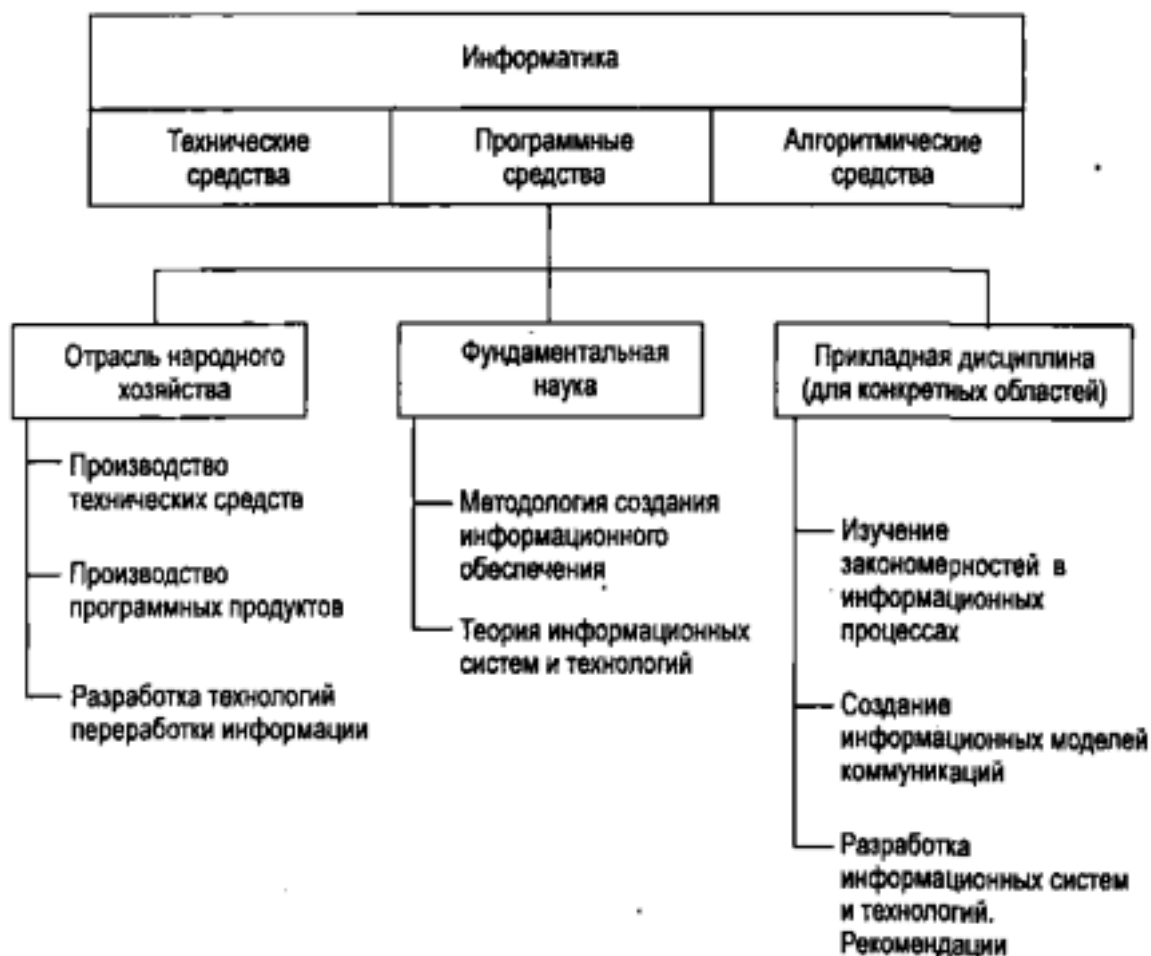 Информатика
Технические
средства
Программные
средства
Алгоритмические
средства
Отрасль народного
хозяйства
Фундаментальная
наука
Прикладная дисциплина
(для конкретных областей)
Производство
технических средств
Производство
программных продуктов
Разработка технологий
переработки информации
Методология создания
информационного
обеспечения
Теория информационных
систем и технологий
Изучение
закономерностей в
информационных
процессах
Создание
информационных моделей
коммуникаций
Разработка
информационных систем
и технологий.
Рекомендации